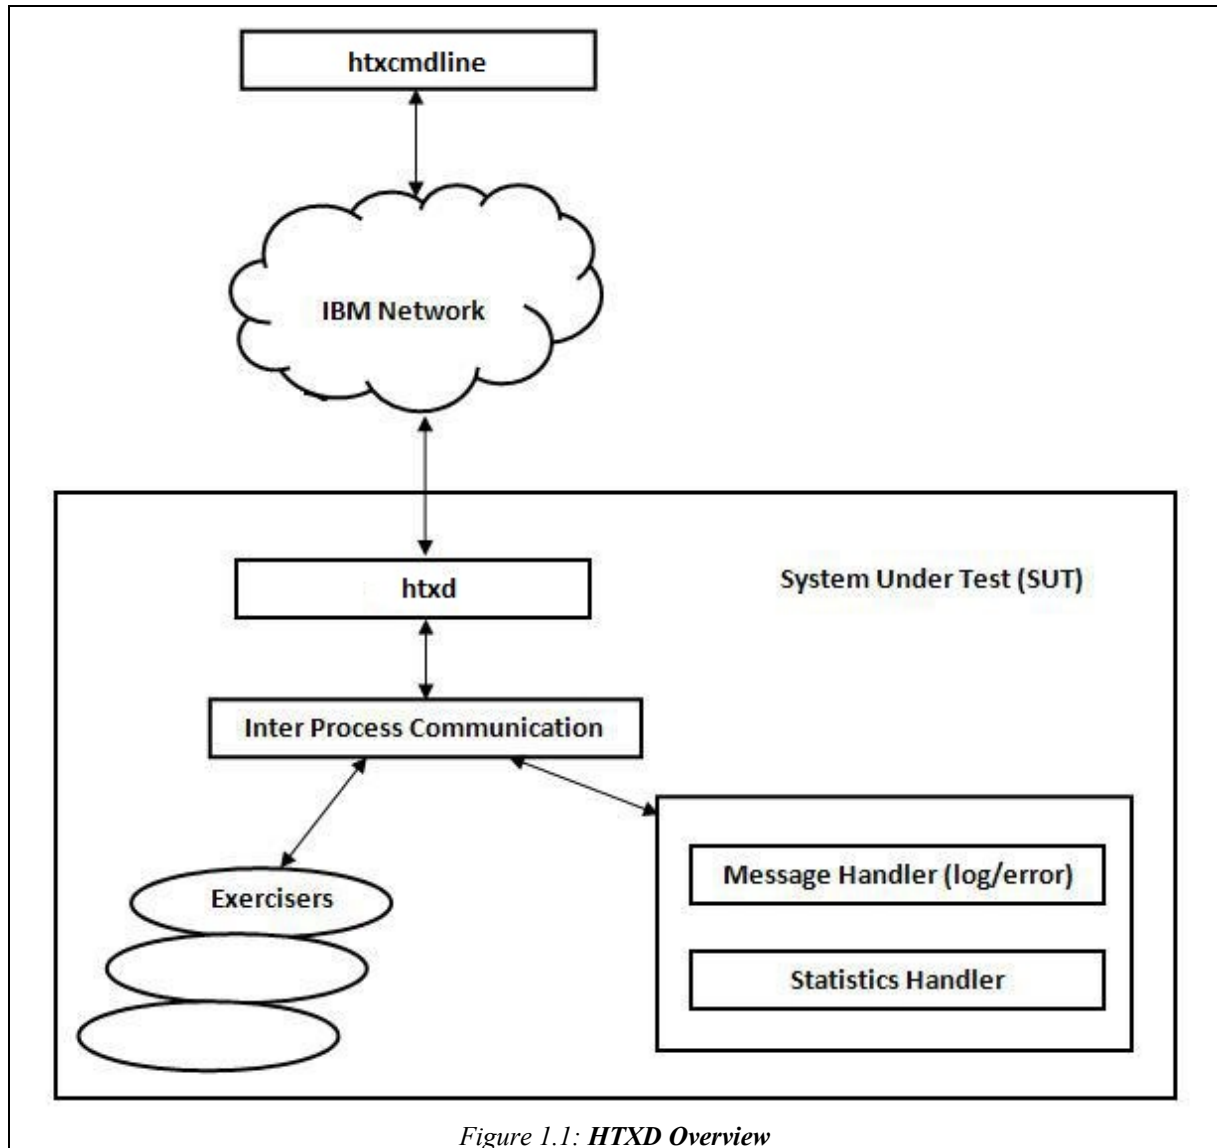 htxcmdline
IBM Network
System Under Test (SUT)
htxd
Inter Process Communication
Exercisers
Message Handler (log/error)
Statistics Handler
Figure 1.1: HTXD Overview